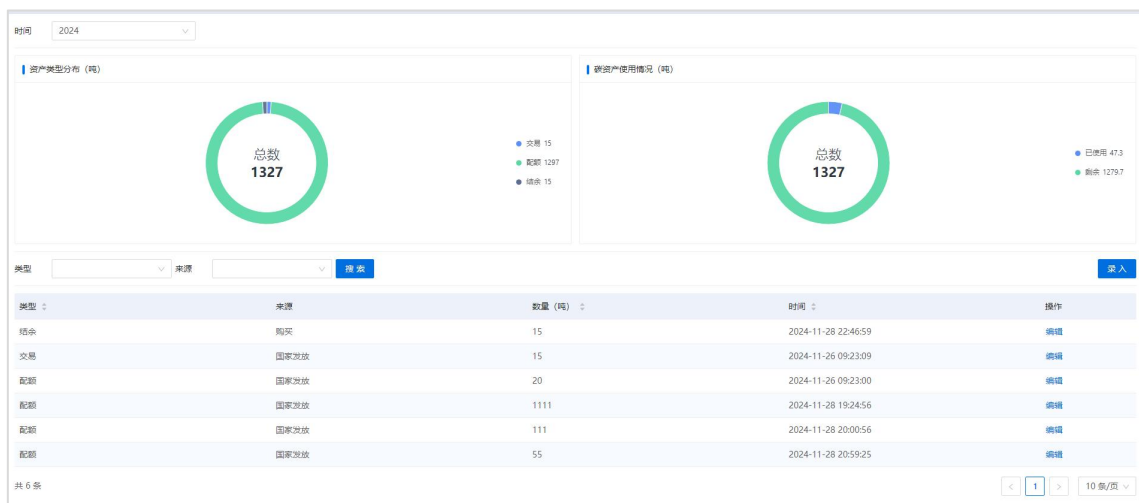 时间 2024
资产类型分布（吨）
总数
1327
交易 15
配额 1297
结余 15
碳资产使用情况（吨）
总数
1327
已使用 47.3
剩余 1279.7
类型 来源 搜索 录入
类型 来源 数量（吨） 时间 操作
结余 购买 15 2024-11-28 22:46:59 编辑
交易 国家发放 15 2024-11-26 09:23:09 编辑
配额 国家发放 20 2024-11-26 09:23:00 编辑
配额 国家发放 1111 2024-11-28 19:24:56 编辑
配额 国家发放 111 2024-11-28 20:00:56 编辑
配额 国家发放 55 2024-11-28 20:59:25 编辑
共 6 条 < 1 > 10 条/页